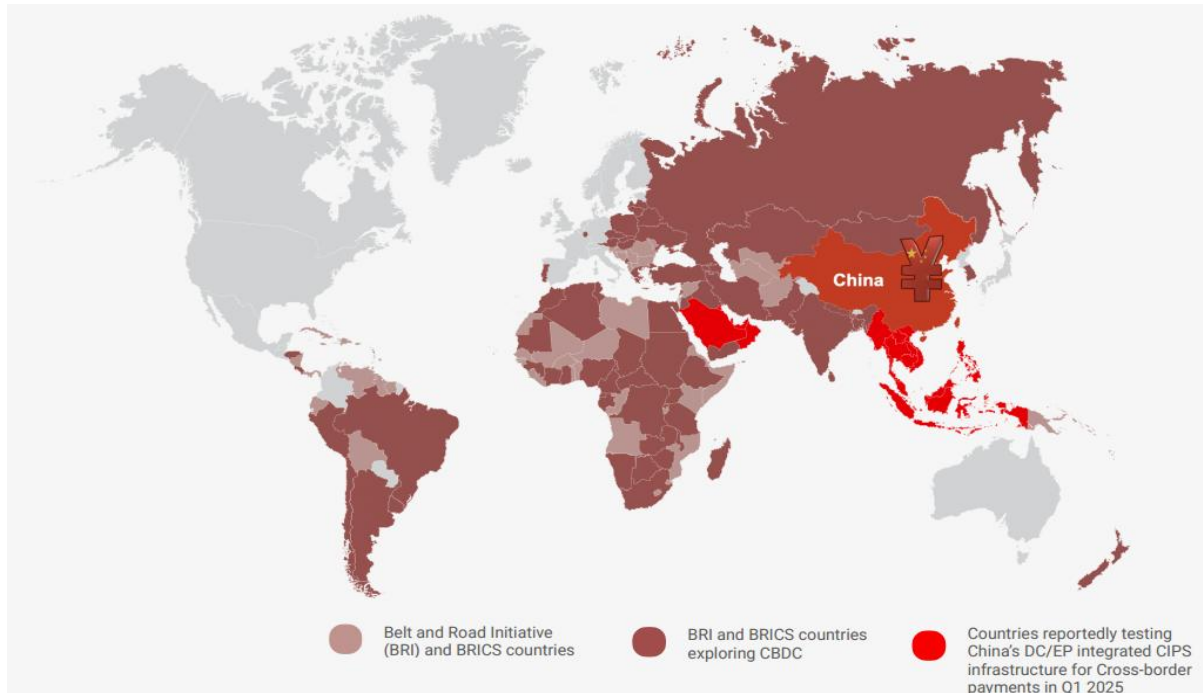 China
¥
Belt and Road Initiative
(BRI) and BRICS countries
BRI and BRICS countries
exploring CBDC
Countries reportedly testing
China's DC/EP integrated CIPS
infrastructure for Cross-border
payments in Q1 2025